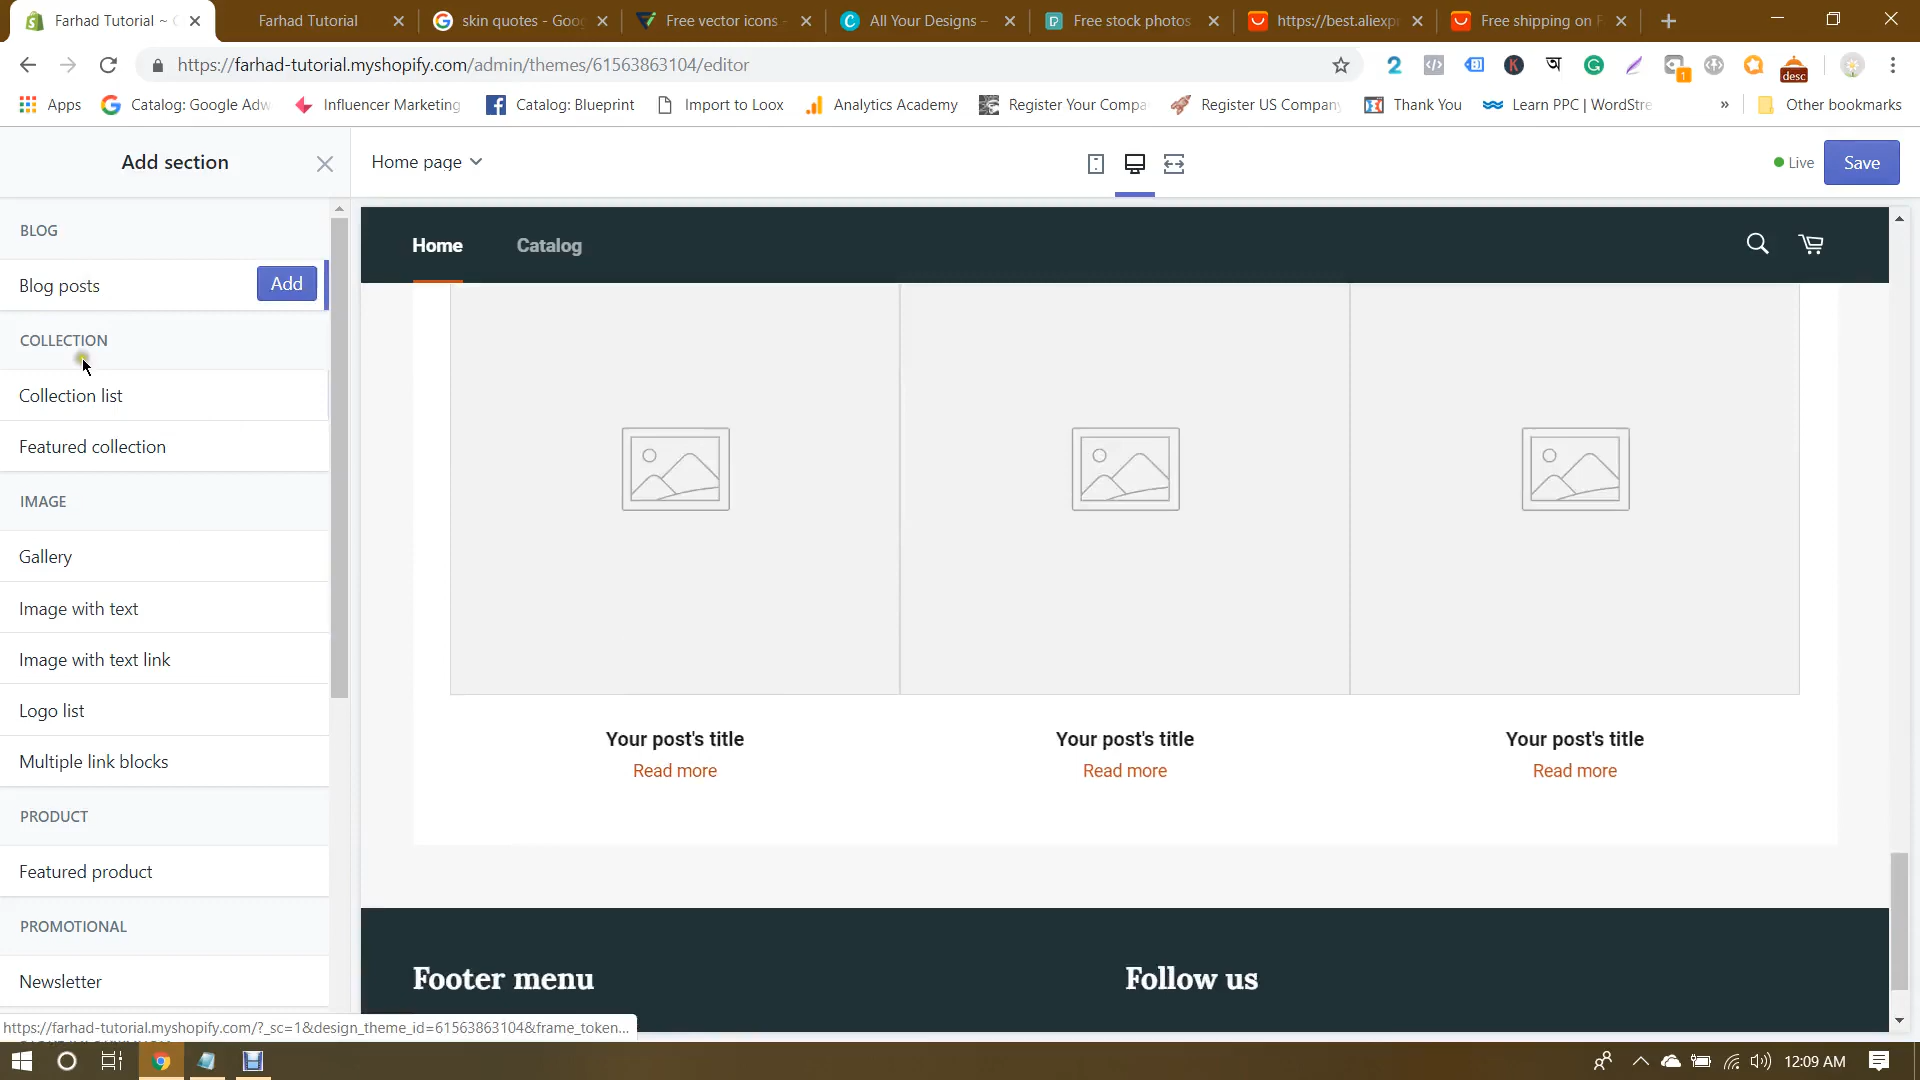 Farhad Tutorial ~
Farhad Tutorial
skin quotes - Goo
Free vector icons -
All Your Designs –
Free stock photos
https://best.aliexp
Free shipping on
https://farhad-tutorial.myshopify.com/admin/themes/61563863104/editor
2
1
desc
Apps
Catalog: Google Adw
Influencer Marketing
Catalog: Blueprint
Import to Loox
Analytics Academy
Register Your Compa
Register US Company
Thank You
Learn PPC | WordStre
»
Other bookmarks
Add section
Home page
Live
Save
BLOG
Blog posts
Add
COLLECTION
Collection list
Featured collection
IMAGE
Gallery
Image with text
Image with text link
Logo list
Multiple link blocks
PRODUCT
Featured product
PROMOTIONAL
Newsletter
Home
Catalog
Your post's title
Read more
Your post's title
Read more
Your post's title
Read more
Footer menu
Follow us
https://farhad-tutorial.myshopify.com/?_sc=1&design_theme_id=61563863104&frame_token...
12:09 AM